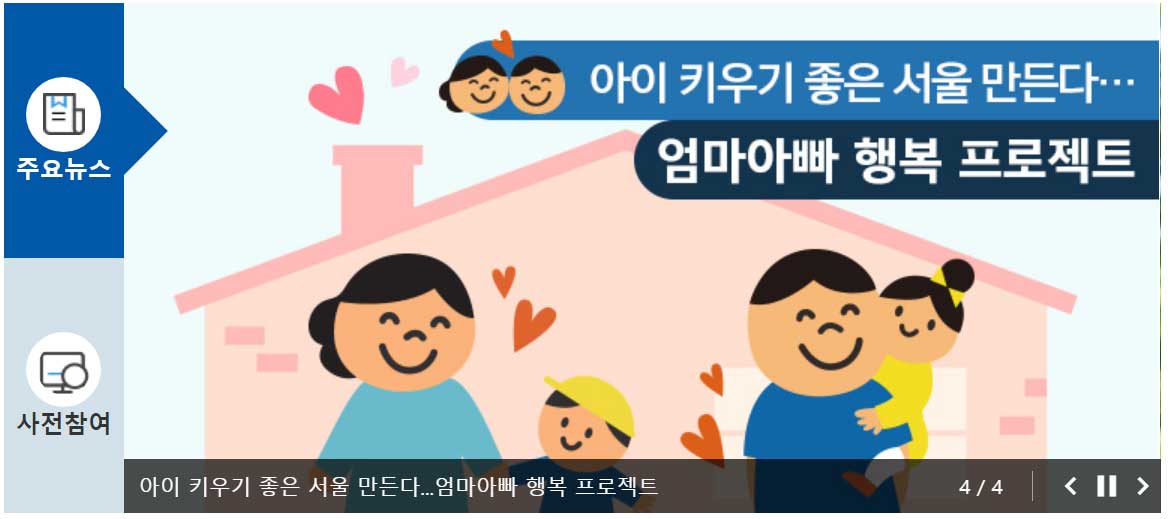 주요뉴스
사전참여
아이 키우기 좋은 서울 만든다…
엄마아빠 행복 프로젝트
아이 키우기 좋은 서울 만든다...엄마아빠 행복 프로젝트
4 / 4